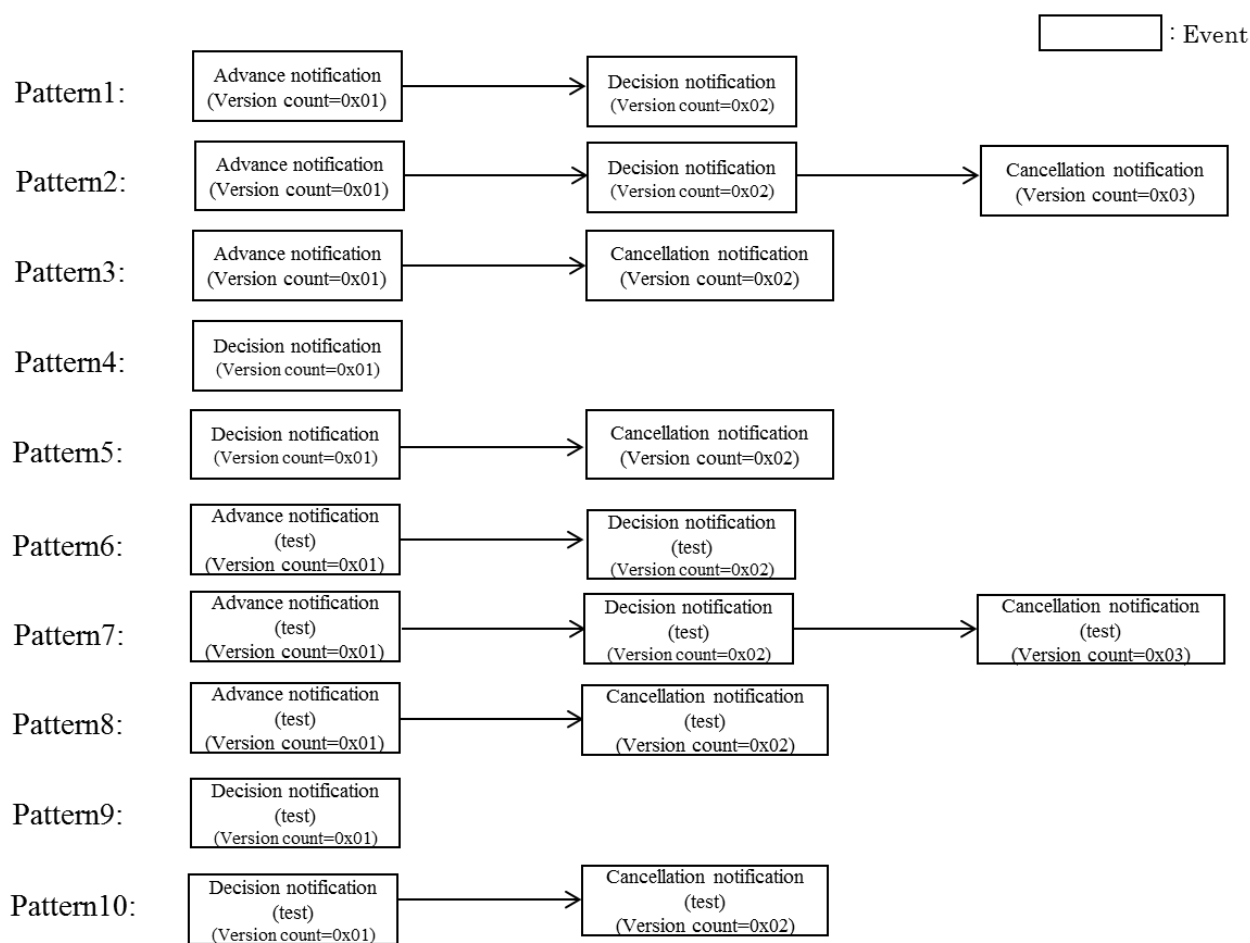 : Event
Pattern1:
Advance notification
(Version count=0x01)
Decision notification
(Version count=0x02)
Pattern2:
Advance notification
(Version count=0x01)
Decision notification
(Version count=0x02)
Cancellation notification
(Version count=0x03)
Pattern3:
Advance notification
(Version count=0x01)
Cancellation notification
(Version count=0x02)
Pattern4:
Decision notification
(Version count=0x01)
Pattern5:
Decision notification
(Version count=0x01)
Cancellation notification
(Version count=0x02)
Pattern6:
Advance notification
(test)
(Version count=0x01)
Decision notification
(test)
(Version count=0x02)
Pattern7:
Advance notification
(test)
(Version count=0x01)
Decision notification
(test)
(Version count=0x02)
Cancellation notification
(test)
(Version count=0x03)
Pattern8:
Advance notification
(test)
(Version count=0x01)
Cancellation notification
(test)
(Version count=0x02)
Pattern9:
Decision notification
(test)
(Version count=0x01)
Pattern10:
Decision notification
(test)
(Version count=0x01)
Cancellation notification
(test)
(Version count=0x02)